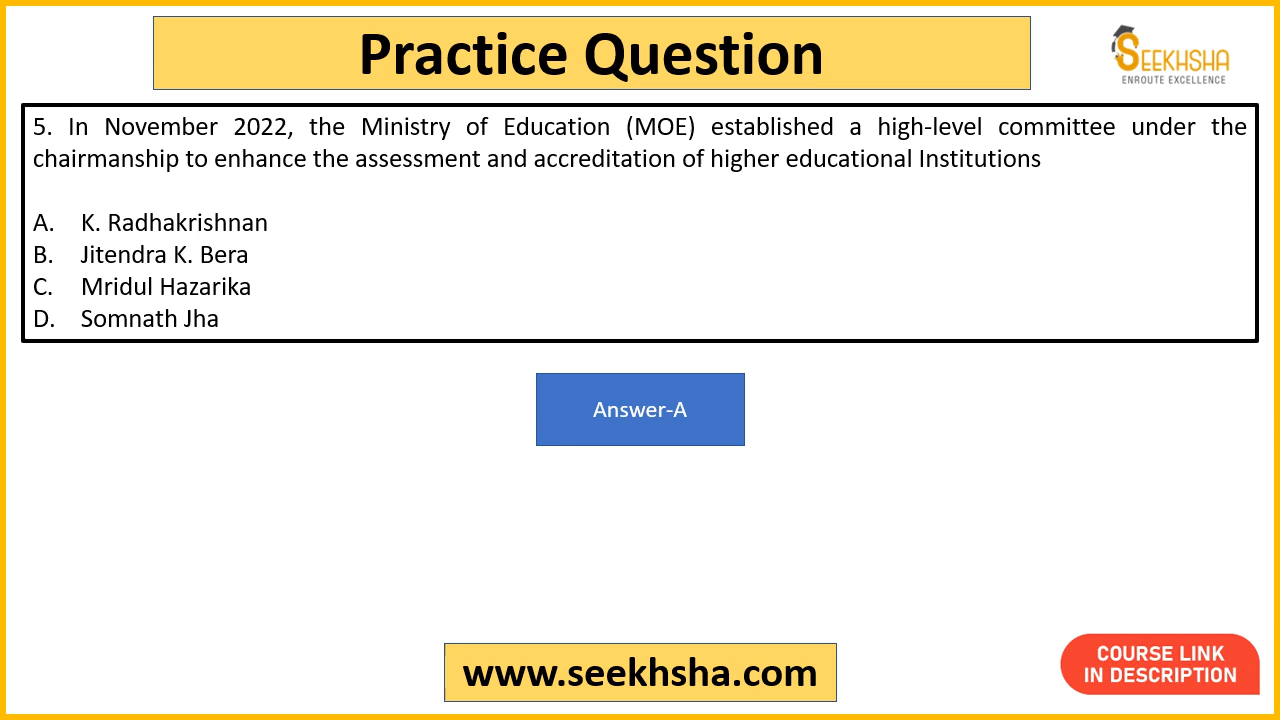 Practice Question
SEEKHSHA
ENROUTE EXCELLENCE
5. In November 2022, the Ministry of Education (MOE) established a high-level committee under the
chairmanship to enhance the assessment and accreditation of higher educational Institutions
A. K. Radhakrishnan
B. Jitendra K. Bera
C. Mridul Hazarika
D. Somnath Jha
Answer-A
www.seekhsha.com
COURSE LINK
IN DESCRIPTION